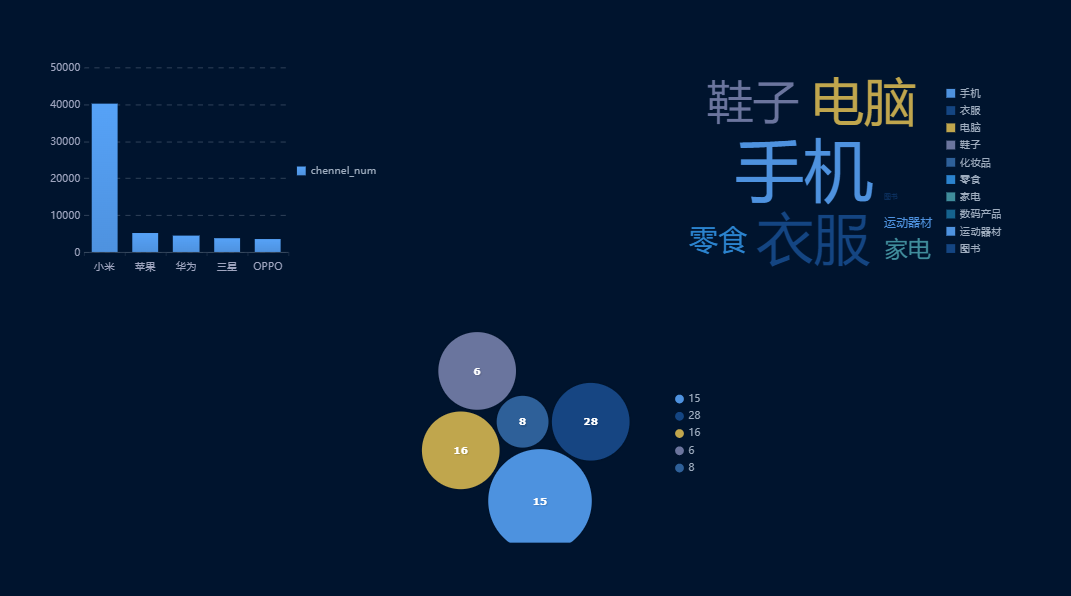 50000
40000
30000
20000
10000
0
小米 苹果 华为 三星 OPPO
chennel_num
鞋子 电脑
手机
图书
运动器材
零食 衣服 家电
手机
衣服
电脑
鞋子
化妆品
零食
家电
数码产品
运动器材
图书
6
8
28
16
15
15
28
16
6
8